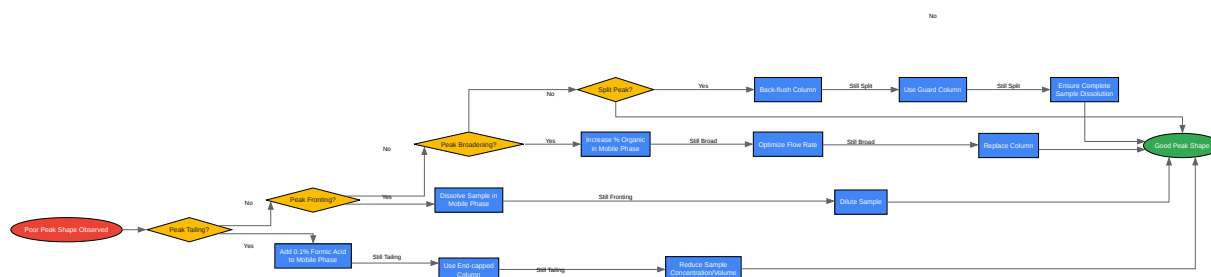 No
Split Peak?
Yes
Back-flush Column
Still Split
Use Guard Column
Still Split
Ensure Complete
Sample Dissolution
No
Peak Broadening?
Yes
Increase % Organic
in Mobile Phase
Still Broad
Optimize Flow Rate
Still Broad
Replace Column
Good Peak Shape
No
Peak Fronting?
Yes
Dissolve Sample in
Mobile Phase
Still Fronting
Dilute Sample
No
Poor Peak Shape Observed
Peak Tailing?
Yes
Add 0.1% Formic Acid
to Mobile Phase
Still Tailing
Use End-capped
Column
Still Tailing
Reduce Sample
Concentration/Volume